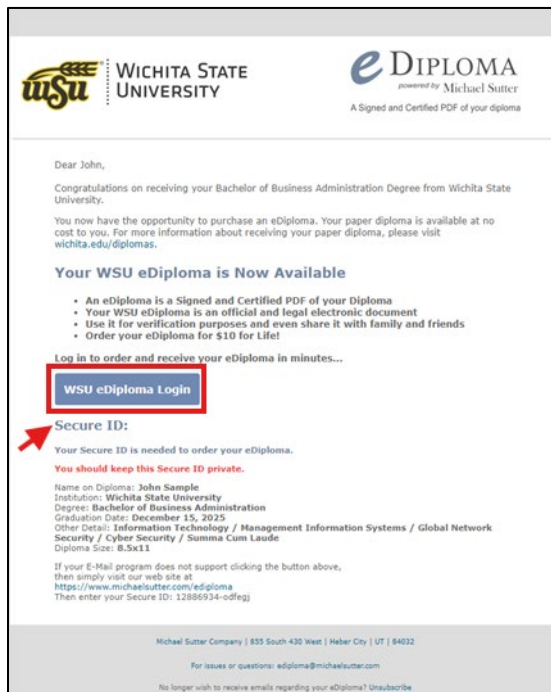 wsu
WICHITA STATE
UNIVERSITY
e DIPLOMA
powered by Michael Sutter
A Signed and Certified PDF of your diploma
Dear John,
Congratulations on receiving your Bachelor of Business Administration Degree from Wichita State
University.
You now have the opportunity to purchase an eDiploma. Your paper diploma is available at no
cost to you. For more information about receiving your paper diploma, please visit
wichita.edu/diplomas.
Your WSU eDiploma is Now Available
• An eDiploma is a Signed and Certified PDF of your Diploma
• Your WSU eDiploma is an official and legal electronic document
• Use it for verification purposes and even share it with family and friends
• Order your eDiploma for $10 for Life!
Log in to order and receive your eDiploma in minutes...
WSU eDiploma Login
Secure ID:
Your Secure ID is needed to order your eDiploma.
You should keep this Secure ID private.
Name on Diploma: John Sample
Institution: Wichita State University
Degree: Bachelor of Business Administration
Graduation Date: December 15, 2025
Other Detail: Information Technology / Management Information Systems / Global Network
Security / Cyber Security / Summa Cum Laude
Diploma Size: 8.5x11
If your E-Mail program does not support clicking the button above,
then simply visit our web site at
https://www.michaelsutter.com/ediploma
Then enter your Secure ID: 12886934-odfegj
Michael Sutter Company | 855 South 430 West | Heber City | UT | 84032
For issues or questions: ediploma@michaelsutter.com
No longer wish to receive emails regarding your eDiploma? Unsubscribe